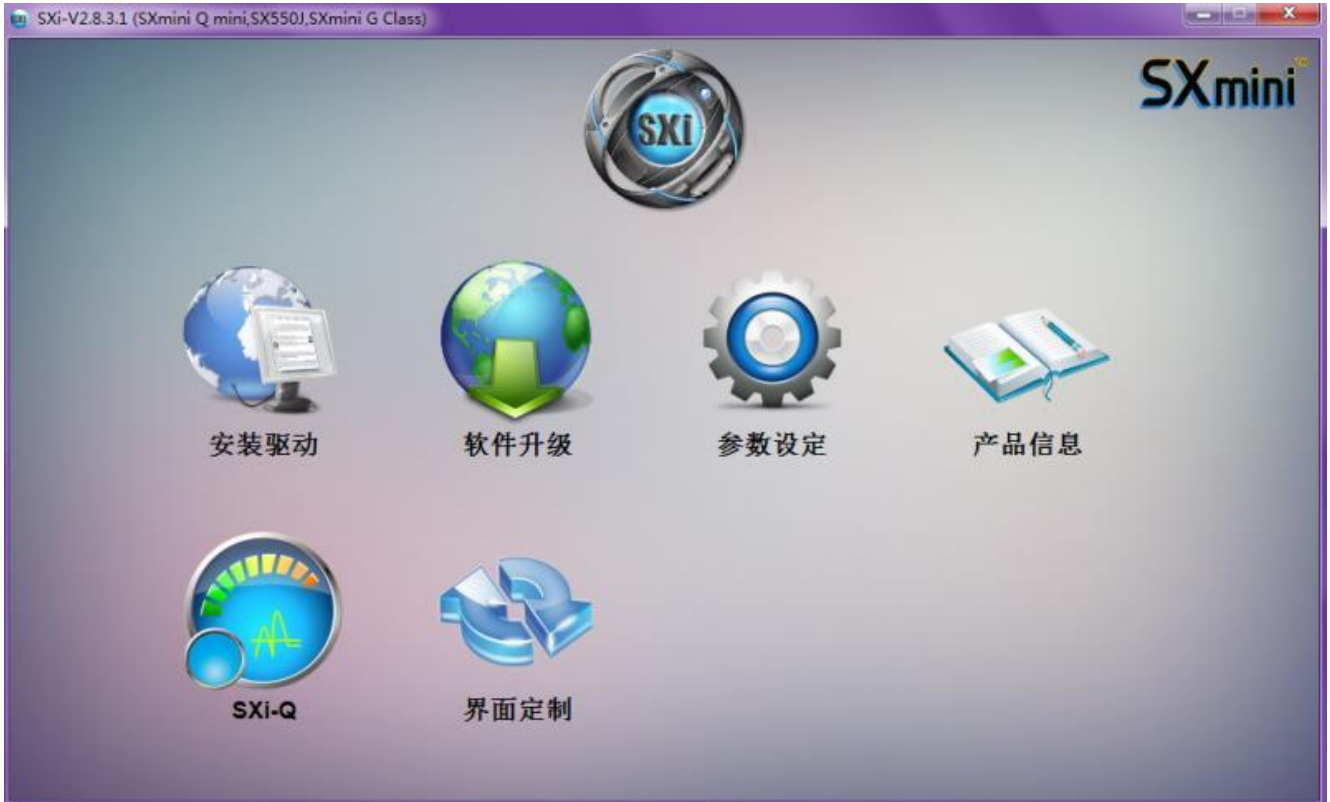 SXi-V2.8.3.1 (SXmini Q mini,SX550J,SXmini G Class)
SXmini™
SXi
安装驱动
软件升级
参数设定
产品信息
SXi-Q
界面定制